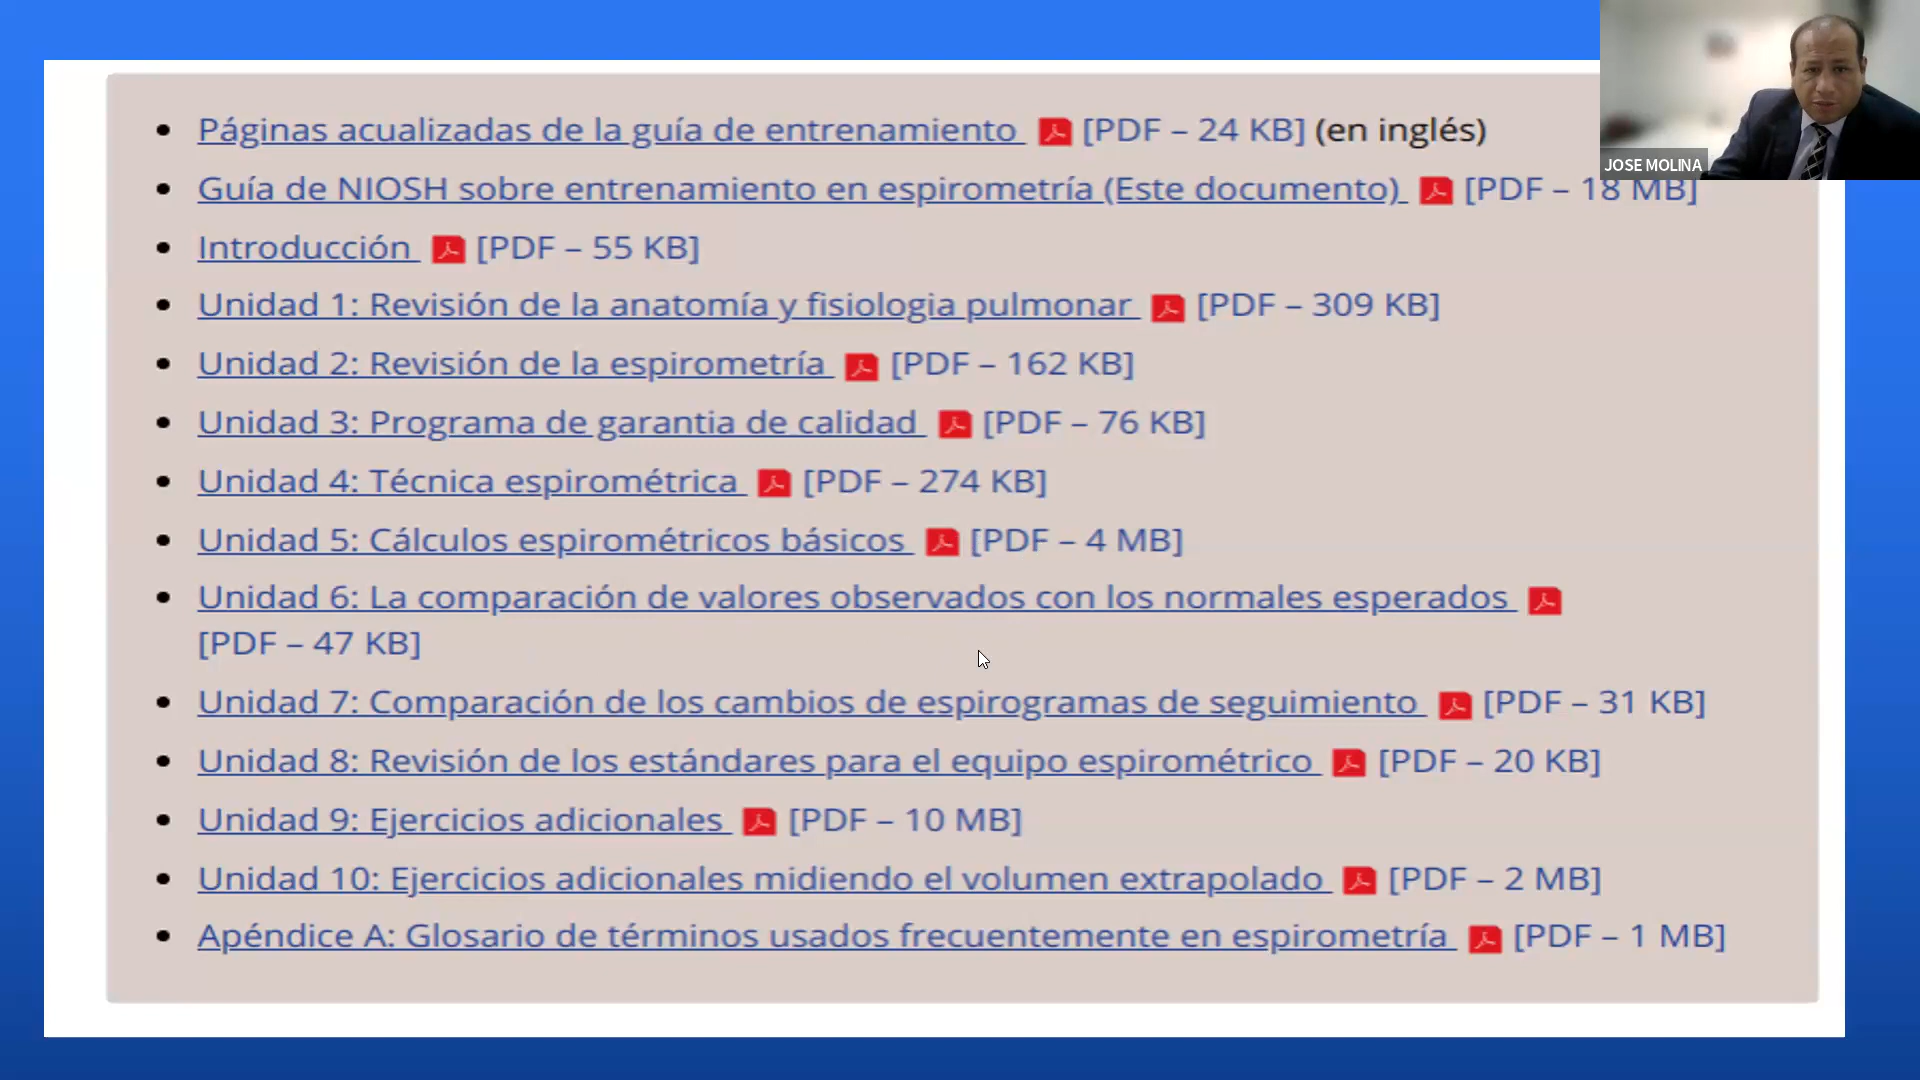 Páginas acualizadas de la guía de entrenamiento [PDF – 24 KB] (en inglés)
JOSE MOLINA
Guía de NIOSH sobre entrenamiento en espirometría (Este documento) [PDF – 18 MB]
Introducción [PDF – 55 KB]
Unidad 1: Revisión de la anatomía y fisiologia pulmonar [PDF – 309 KB]
Unidad 2: Revisión de la espirometría [PDF – 162 KB]
Unidad 3: Programa de garantia de calidad [PDF – 76 KB]
Unidad 4: Técnica espirométrica [PDF – 274 KB]
Unidad 5: Cálculos espirométricos básicos [PDF – 4 MB]
Unidad 6: La comparación de valores observados con los normales esperados
[PDF – 47 KB]
Unidad 7: Comparación de los cambios de espirogramas de seguimiento [PDF – 31 KB]
Unidad 8: Revisión de los estándares para el equipo espirométrico [PDF – 20 KB]
Unidad 9: Ejercicios adicionales [PDF – 10 MB]
Unidad 10: Ejercicios adicionales midiendo el volumen extrapolado [PDF – 2 MB]
Apéndice A: Glosario de términos usados frecuentemente en espirometría [PDF – 1 MB]